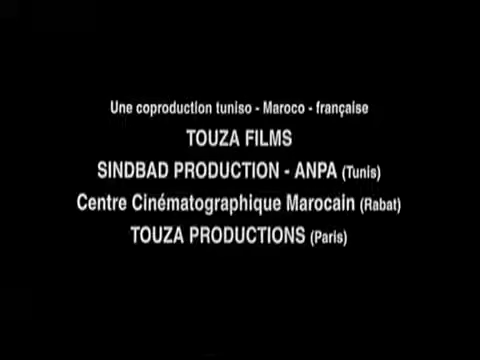 Une coproduction tuniso - Maroco - française
TOUZA FILMS
SINDBAD PRODUCTION - ANPA (Tunis)
Centre Cinématographique Marocain (Rabat)
TOUZA PRODUCTIONS (Paris)